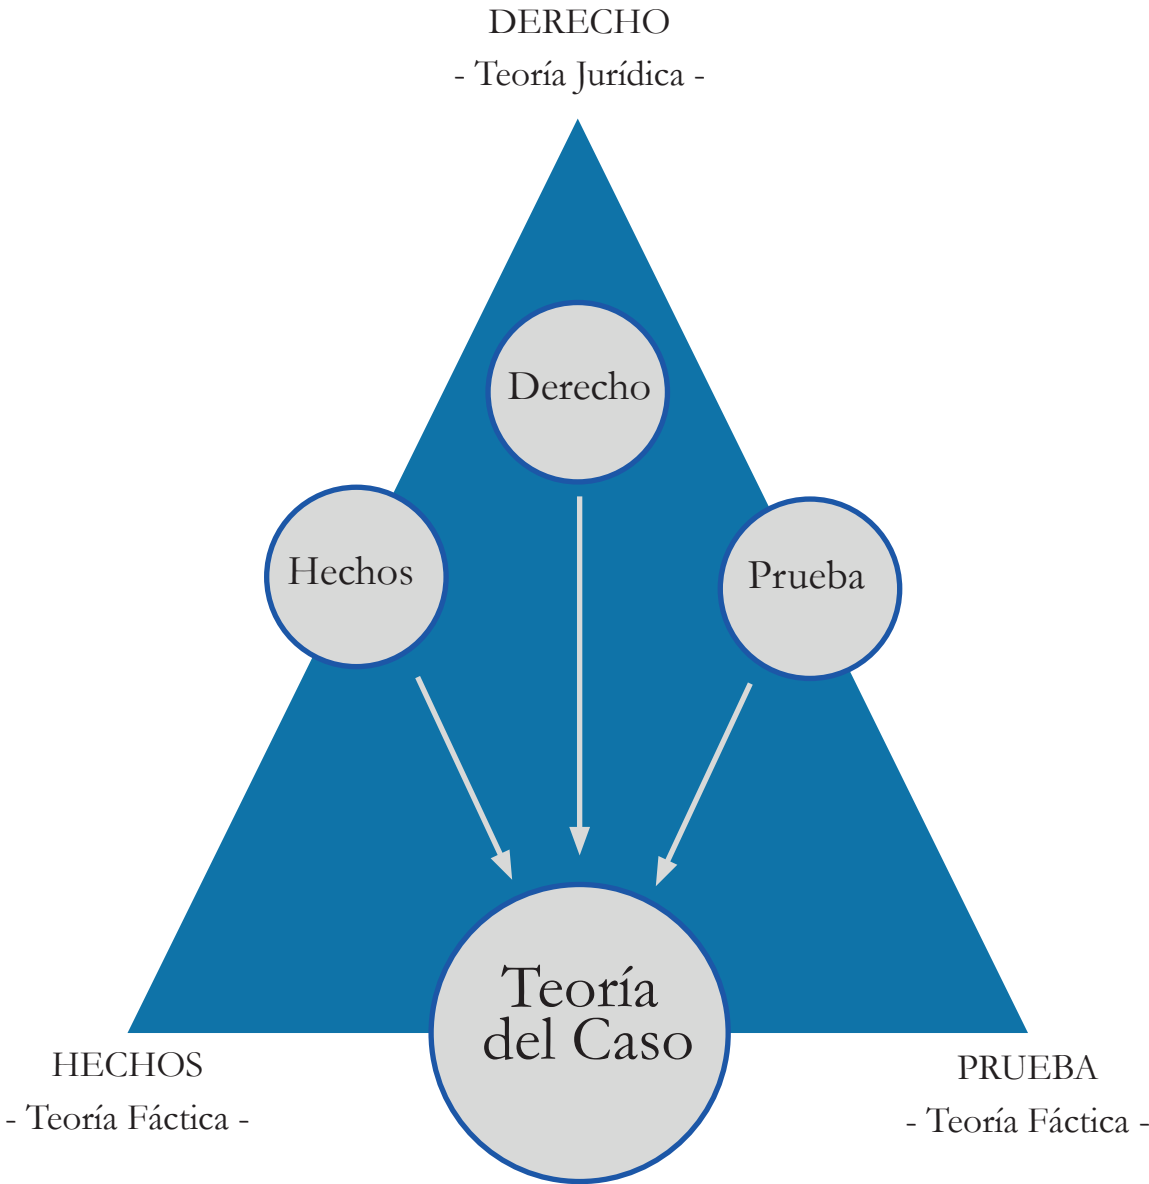 DERECHO
- Teoría Jurídica -
Derecho
Hechos
Prueba
Teoría
del Caso
HECHOS
- Teoría Fáctica -
PRUEBA
- Teoría Fáctica -